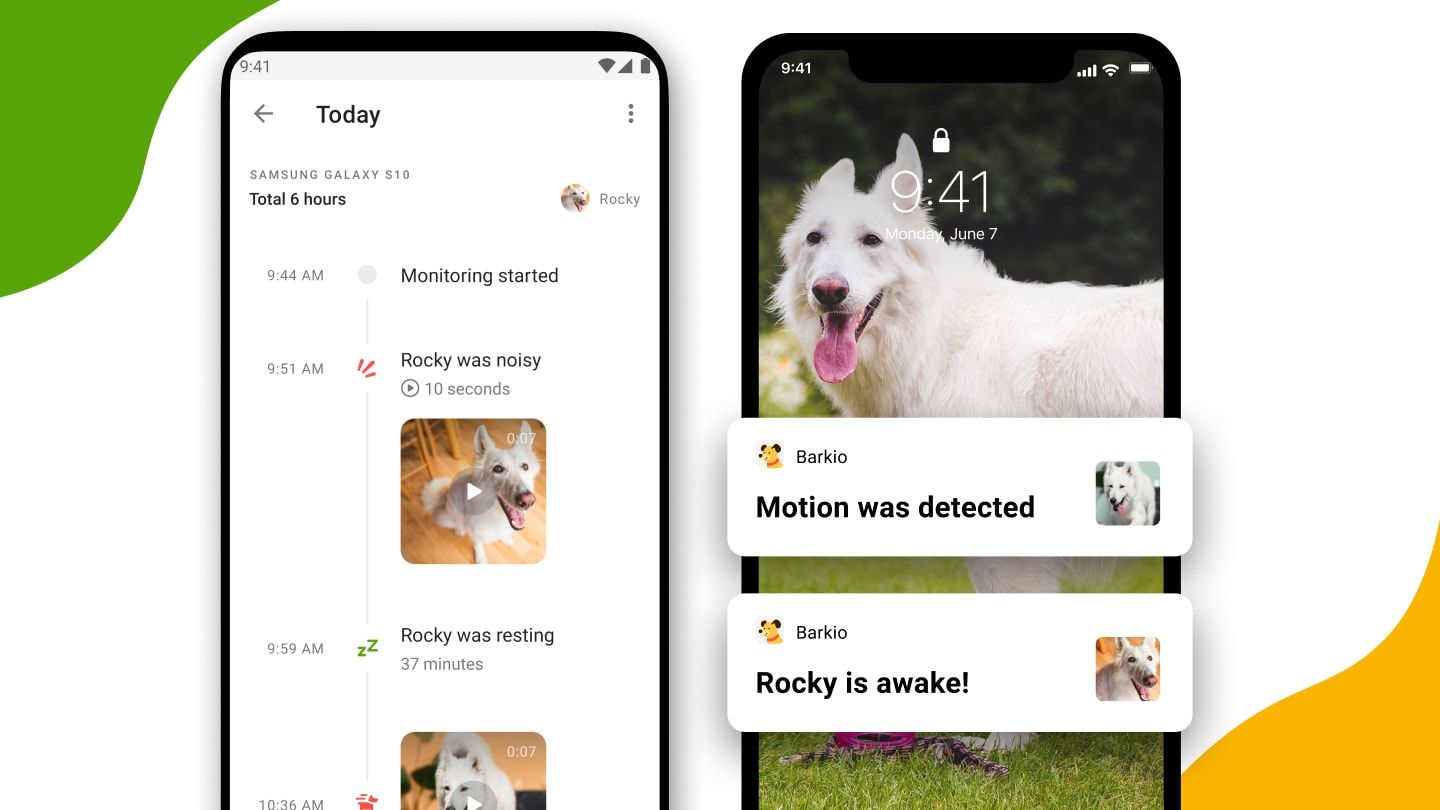 9:41
Today
SAMSUNG GALAXY S10
Total 6 hours
Rocky
9:44 AM
Monitoring started
9:51 AM
Rocky was noisy
10 seconds
0:07
9:59 AM
zZ
Rocky was resting
37 minutes
0:07
10:36 AM
9:41
9:41
Monday, June 7
Barkio
Motion was detected
Barkio
Rocky is awake!